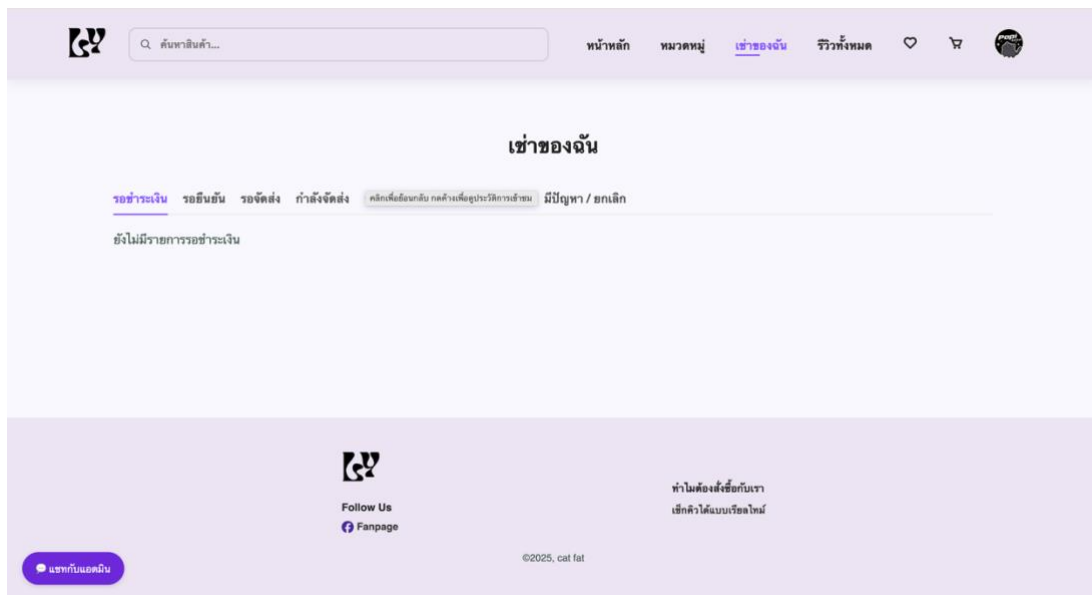 ค้นหาสินค้า...
หน้าหลัก
หมวดหมู่
เช่าของฉัน
รีวิวทั้งหมด
เช่าของฉัน
รอชำระเงิน
รอยืนยัน
รอจัดส่ง
กำลังจัดส่ง
คลิกเพื่อย้อนกลับ กดค้างเพื่อดูประวัติการเข้าชม
มีปัญหา / ยกเลิก
ยังไม่มีรายการรอชำระเงิน
Follow Us
Fanpage
ทำไมต้องสั่งซื้อกับเรา
เช็กคิวได้แบบเรียลไทม์
©2025, cat fat
แชทกับแอดมิน